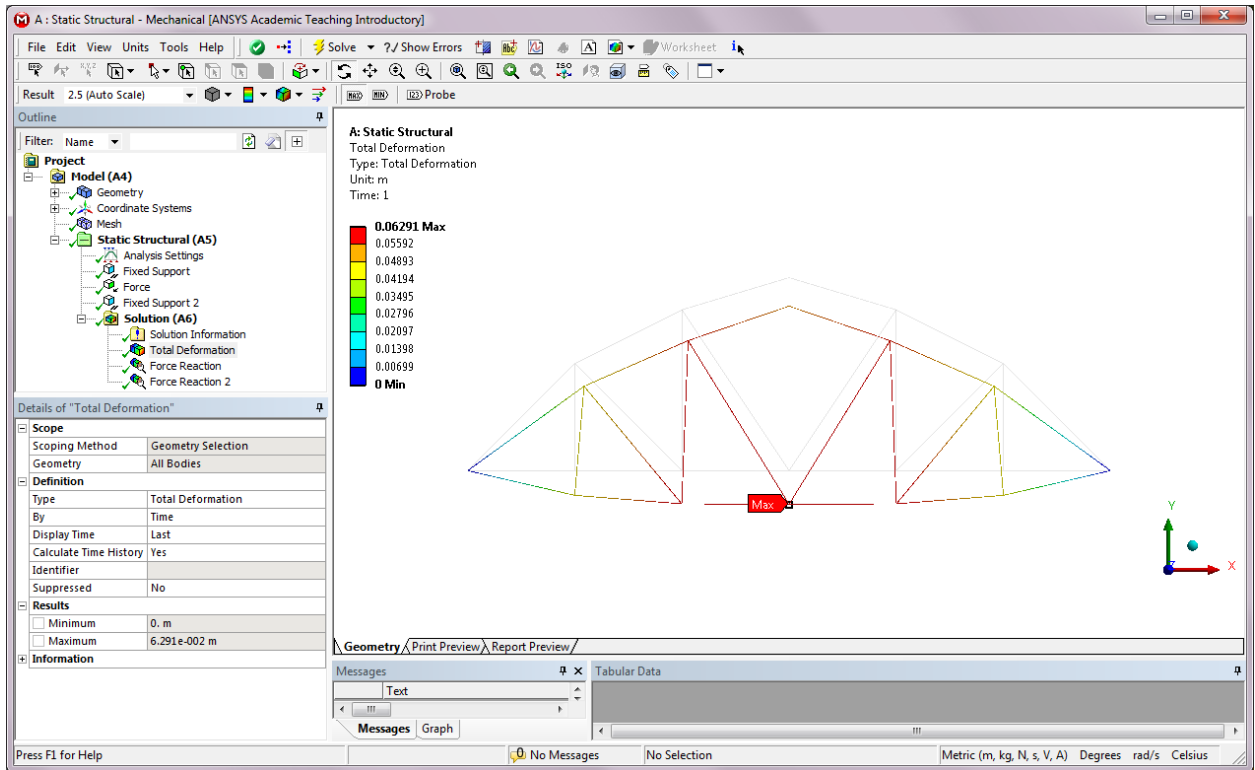 A : Static Structural - Mechanical [ANSYS Academic Teaching Introductory]
File Edit View Units Tools Help Solve ?/ Show Errors Worksheet
Result 2.5 (Auto Scale) MAX MIN Probe
Outline
Filter: Name
Project
Model (A4)
Geometry
Coordinate Systems
Mesh
Static Structural (A5)
Analysis Settings
Fixed Support
Force
Fixed Support 2
Solution (A6)
Solution Information
Total Deformation
Force Reaction
Force Reaction 2
Details of "Total Deformation"
Scope
Scoping Method Geometry Selection
Geometry All Bodies
Definition
Type Total Deformation
By Time
Display Time Last
Calculate Time History Yes
Identifier
Suppressed No
Results
Minimum 0. m
Maximum 6.291e-002 m
Information
A: Static Structural
Total Deformation
Type: Total Deformation
Unit: m
Time: 1
0.06291 Max
0.05592
0.04893
0.04194
0.03495
0.02796
0.02097
0.01398
0.00699
0 Min
Max
Y
X
Geometry Print Preview Report Preview
Messages
Text
Messages Graph
Tabular Data
Press F1 for Help No Messages No Selection Metric (m, kg, N, s, V, A) Degrees rad/s Celsius